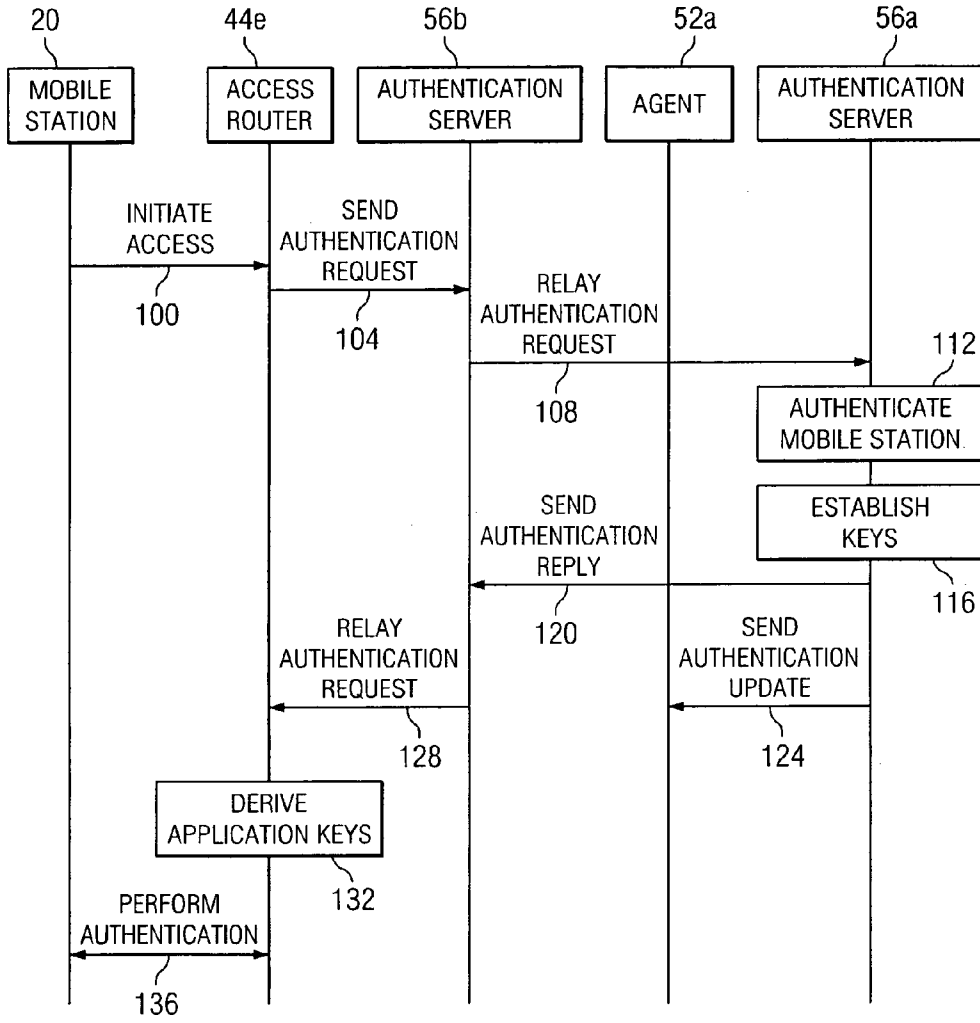 20
44e
56b
52a
56a
MOBILE
STATION
ACCESS
ROUTER
AUTHENTICATION
SERVER
AGENT
AUTHENTICATION
SERVER
INITIATE
ACCESS
100
SEND
AUTHENTICATION
REQUEST
104
RELAY
AUTHENTICATION
REQUEST
108
112
AUTHENTICATE
MOBILE STATION.
ESTABLISH
KEYS
116
SEND
AUTHENTICATION
REPLY
120
SEND
AUTHENTICATION
UPDATE
124
RELAY
AUTHENTICATION
REQUEST
128
DERIVE
APPLICATION KEYS
132
PERFORM
AUTHENTICATION
136